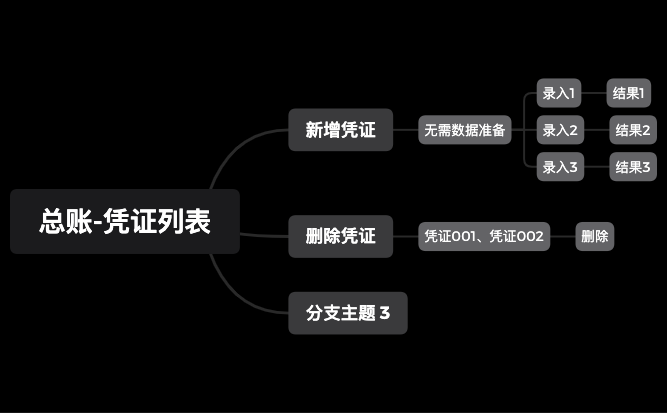 总账-凭证列表
新增凭证
无需数据准备
录入1
结果1
录入2
结果2
录入3
结果3
删除凭证
凭证001、凭证002
删除
分支主题 3